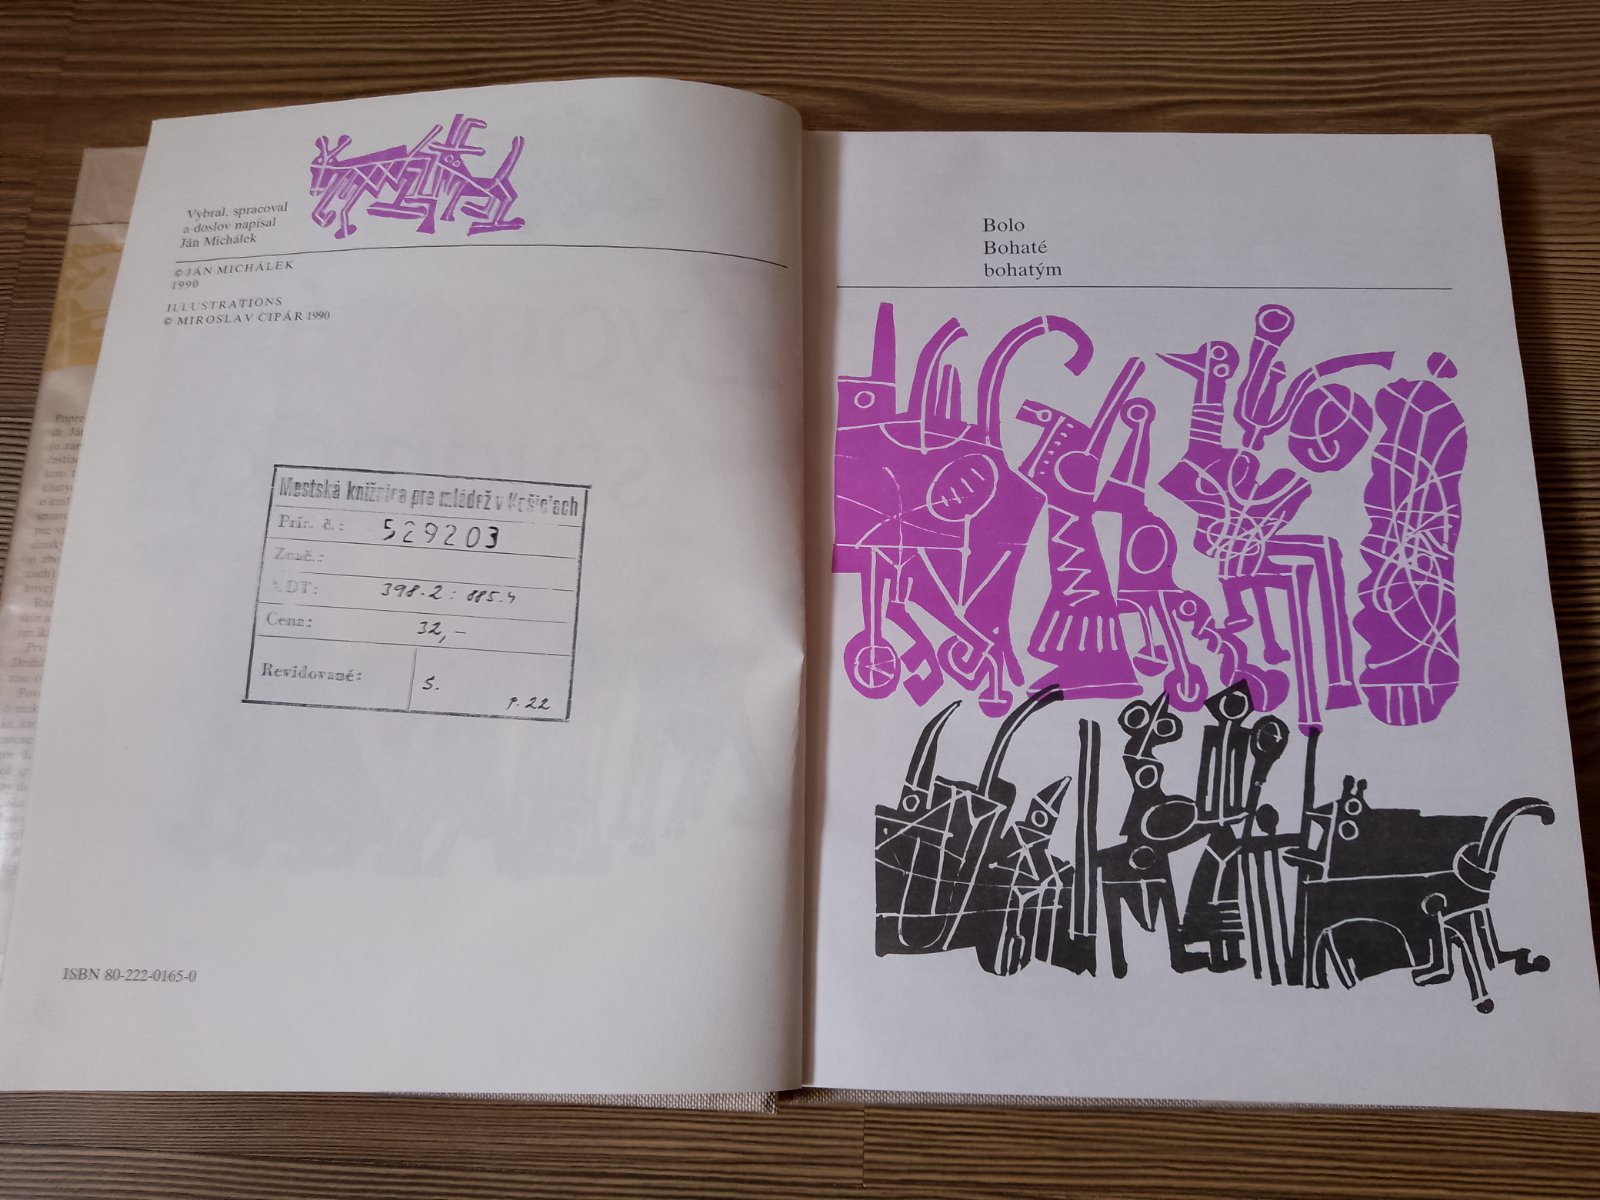 Vybral, spracoval
a doslov napísal
Ján Michálek
© JÁN MICHÁLEK
1990
ILLUSTRATIONS
© MIROSLAV CIPÁR 1990
Mestská knižnica pre mládež v Košiciach
Prír. č.: 529203
Znač.:
MDT: 398.2:885.4
Cena: 32,-
Revidované: S.
r. 22
ISBN 80-222-0165-0
Bolo
Bohaté
bohatým